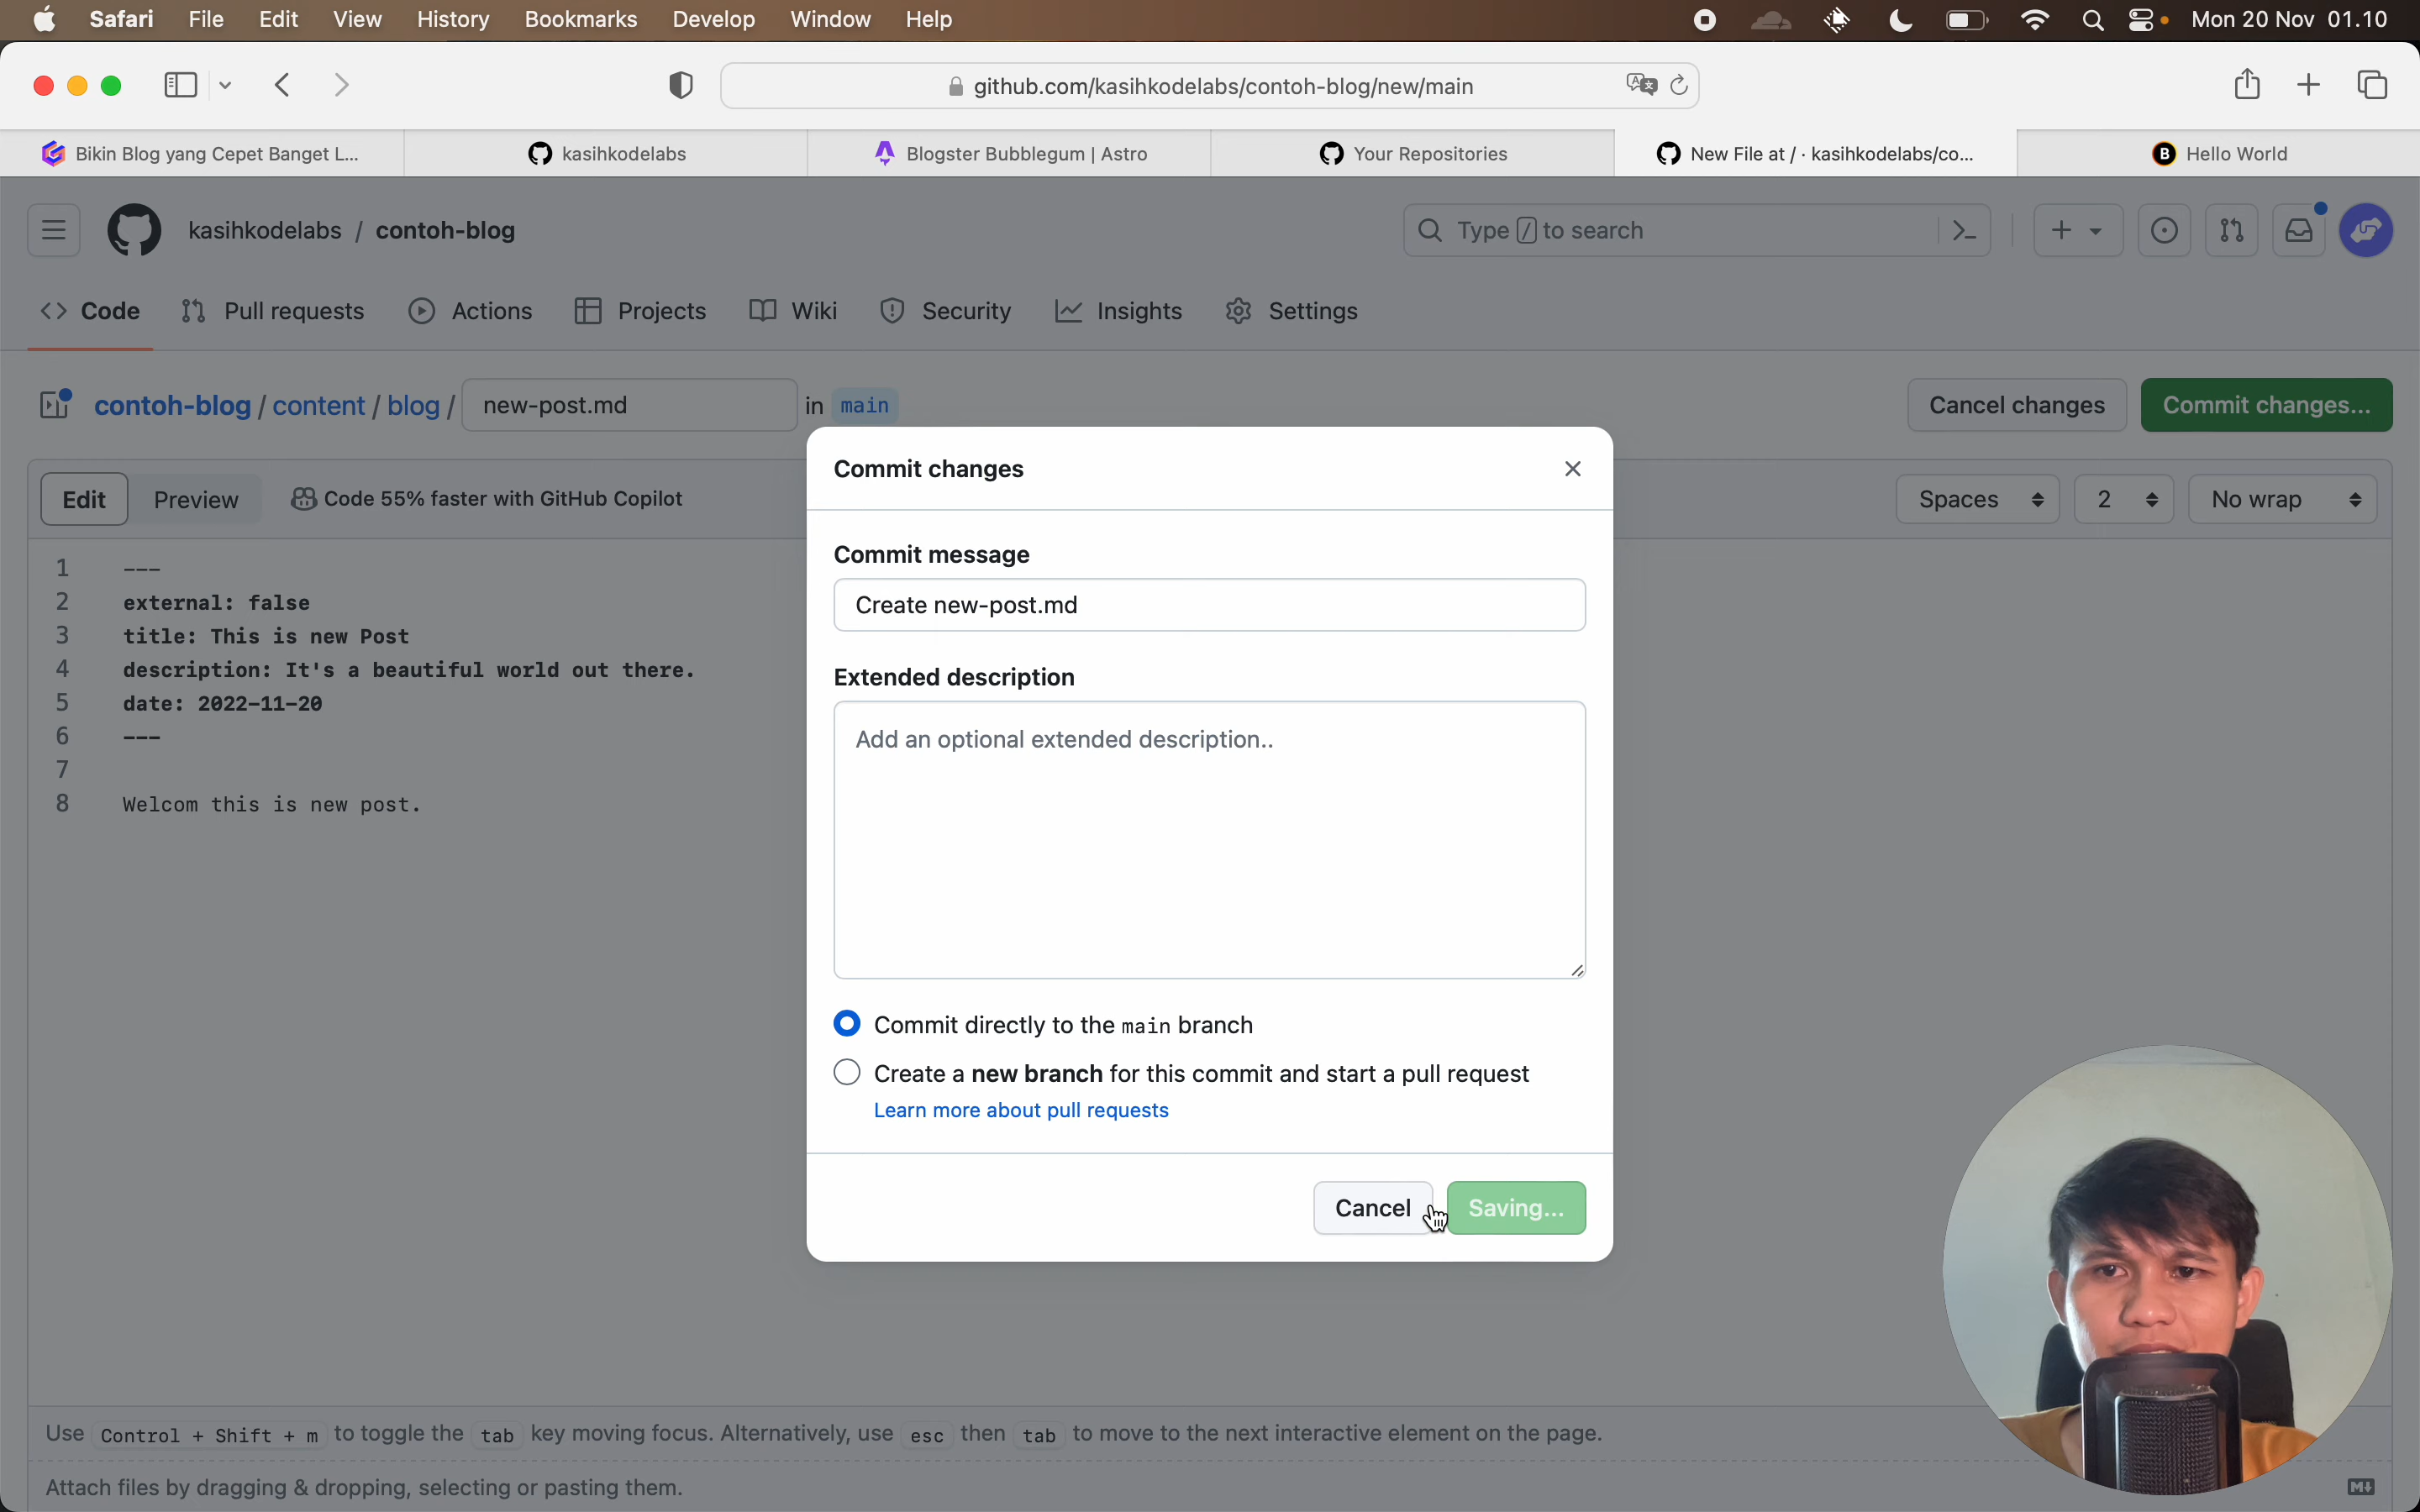 Safari File Edit View History Bookmarks Develop Window Help Mon 20 Nov 01.10
github.com/kasihkodelabs/contoh-blog/new/main
Bikin Blog yang Cepet Banget L... kasihkodelabs Blogster Bubblegum | Astro Your Repositories New File at / · kasihkodelabs/co... B Hello World
kasihkodelabs / contoh-blog Type / to search
Code Pull requests Actions Projects Wiki Security Insights Settings
contoh-blog / content / blog / new-post.md in main Cancel changes Commit changes...
Edit Preview Code 55% faster with GitHub Copilot Spaces 2 No wrap
1 ---
2 external: false
3 title: This is new Post
4 description: It's a beautiful world out there.
5 date: 2022-11-20
6 ---
7
8 Welcom this is new post.
Commit changes
Commit message
Create new-post.md
Extended description
Add an optional extended description..
Commit directly to the main branch
Create a new branch for this commit and start a pull request
Learn more about pull requests
Cancel Saving...
Use Control + Shift + m to toggle the tab key moving focus. Alternatively, use esc then tab to move to the next interactive element on the page.
Attach files by dragging & dropping, selecting or pasting them.